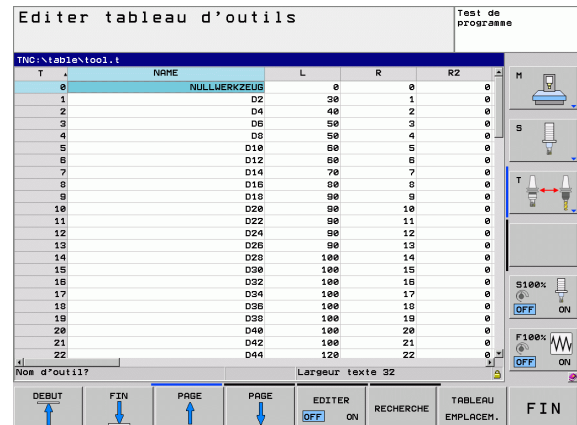 Editer tableau d'outils
Test de
programme
TNC:\table\tool.t
T NAME L R R2
0 NULLWERKZEUG 0 0 0
1 D2 30 1 0
2 D4 40 2 0
3 D6 50 3 0
4 D8 50 4 0
5 D10 60 5 0
6 D12 60 6 0
7 D14 70 7 0
8 D16 80 8 0
9 D18 90 9 0
10 D20 90 10 0
11 D22 90 11 0
12 D24 90 12 0
13 D26 90 13 0
14 D28 100 14 0
15 D30 100 15 0
16 D32 100 16 0
17 D34 100 17 0
18 D36 100 18 0
19 D38 100 19 0
20 D40 100 20 0
21 D42 100 21 0
22 D44 120 22 0
Nom d'outil? Largeur texte 32
M
S
T
S100%
OFF ON
F100%
OFF ON
DEBUT
FIN
PAGE
PAGE
EDITER
OFF ON
RECHERCHE
TABLEAU
EMPLACEM.
FIN